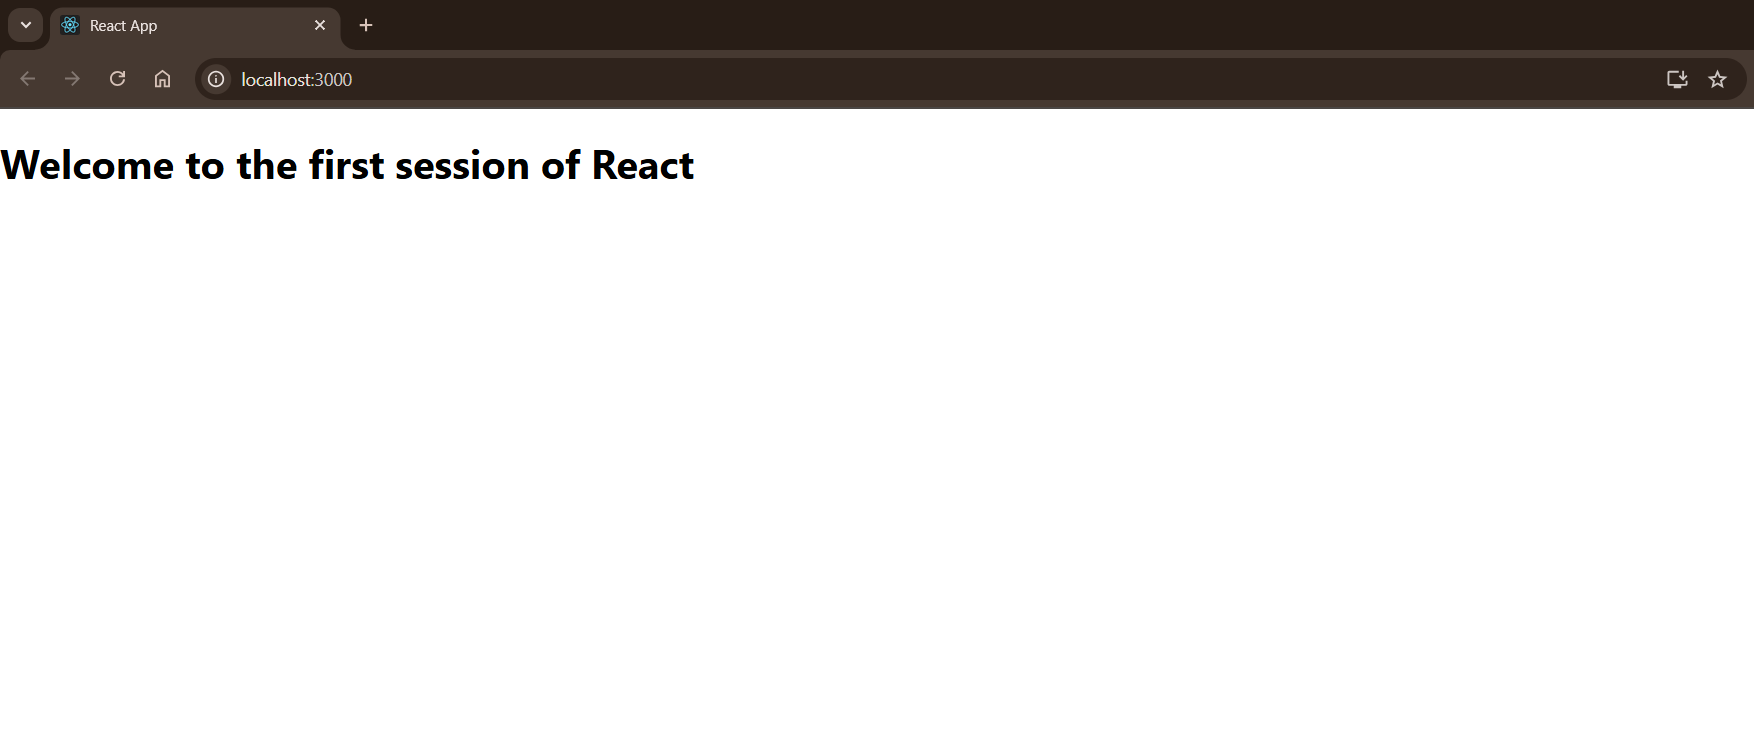 React App
localhost:3000
Welcome to the first session of React